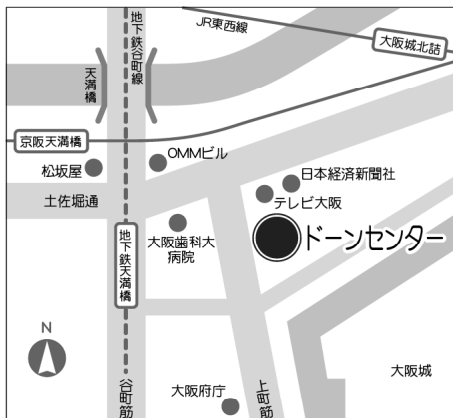 JR東西線
大阪城北詰
地下鉄谷町線
天満橋
京阪天満橋
OMMビル
松坂屋
日本経済新聞社
テレビ大阪
土佐堀通
大阪歯科大
病院
ドーンセンター
地下鉄天満橋
N
大阪城
谷町筋
大阪府庁
上町筋